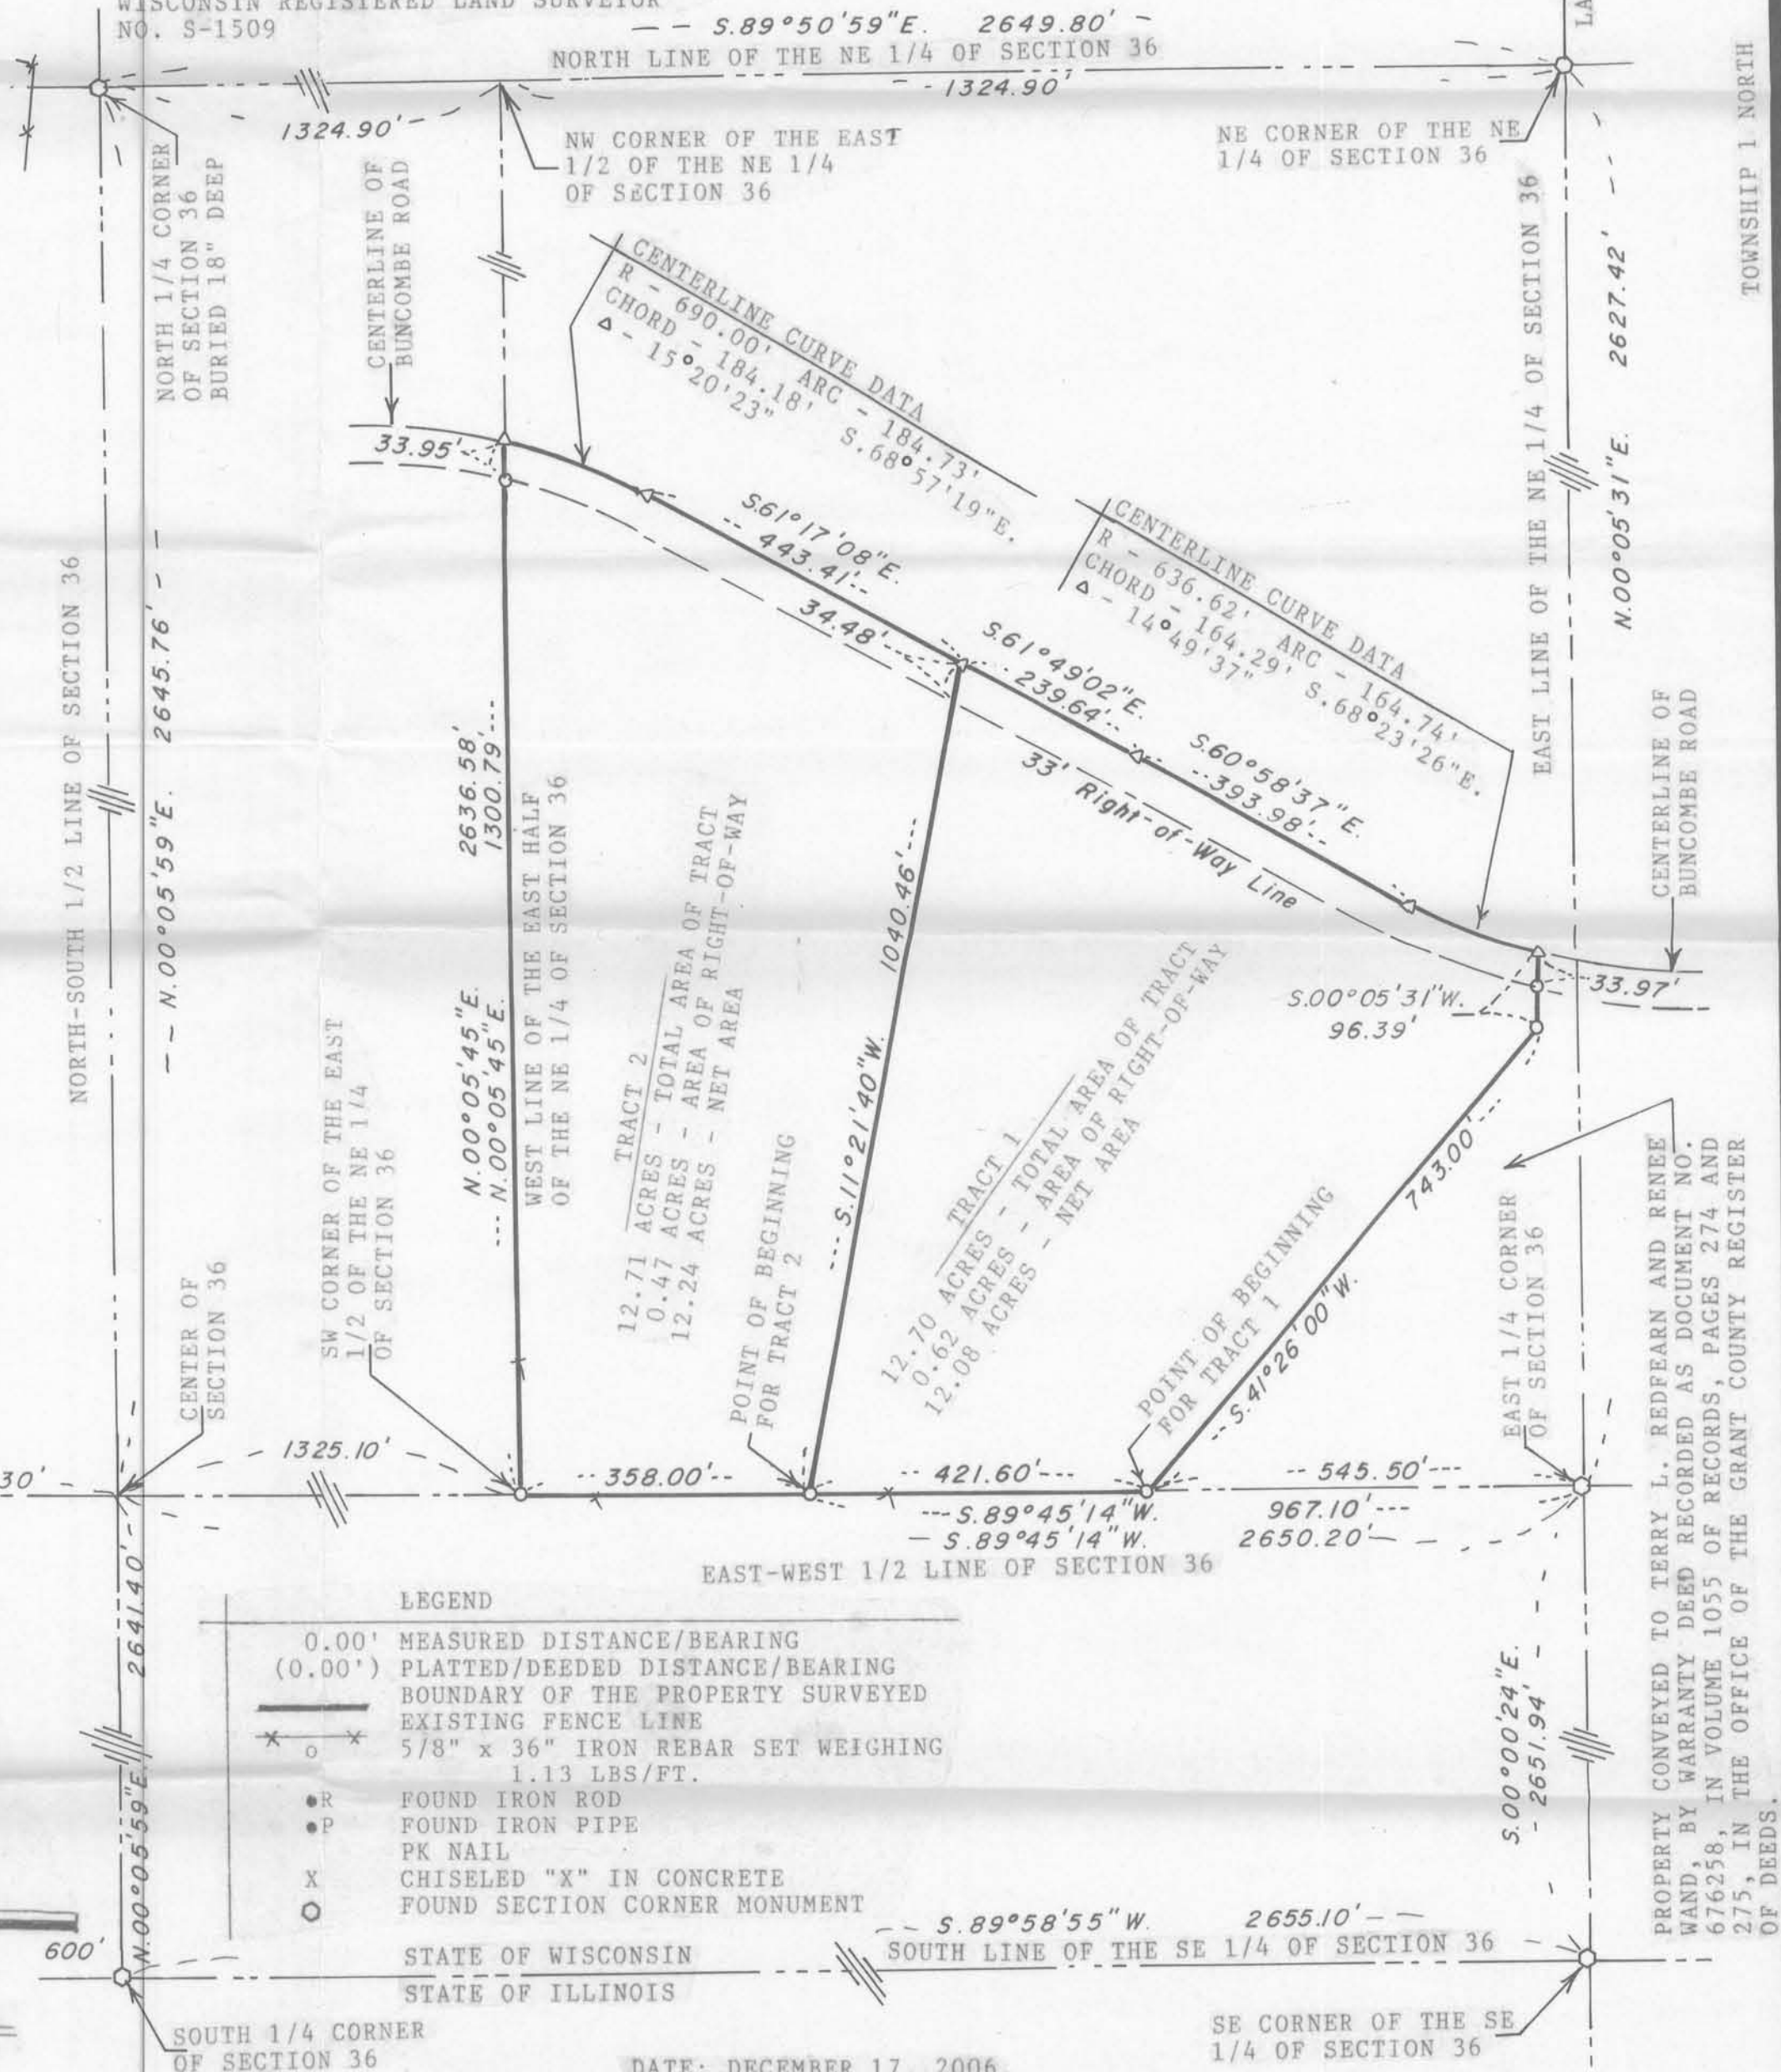 WISCONSIN REGISTERED LAND SURVEYOR
NO. S-1509
S.89°50'59"E. 2649.80'
NORTH LINE OF THE NE 1/4 OF SECTION 36
1324.90'
1324.90'
NW CORNER OF THE EAST
1/2 OF THE NE 1/4
OF SECTION 36
NE CORNER OF THE NE
1/4 OF SECTION 36
LA
TOWNSHIP 1 NORTH
NORTH 1/4 CORNER
OF SECTION 36
BURIED 18" DEEP
CENTERLINE OF
BUNCOMBE ROAD
CENTERLINE CURVE DATA
R - 690.00' ARC - 184.73'
CHORD - 184.18' S.68°57'19"E.
Δ - 15°20'23"
EAST LINE OF THE NE 1/4 OF SECTION 36
N.00°05'31"E. 2627.42'
33.95'
S.61°17'08"E.
443.41'
34.48'
CENTERLINE CURVE DATA
R - 636.62' ARC - 164.74'
CHORD - 164.29' S.68°23'26"E.
Δ - 14°49'37"
S.61°49'02"E.
239.64'
S.60°58'37"E.
393.98'
33' Right-of-Way Line
CENTERLINE OF
BUNCOMBE ROAD
NORTH-SOUTH 1/2 LINE OF SECTION 36
N.00°05'59"E. 2645.76'
2636.58'
1300.79'
N.00°05'45"E.
N.00°05'45"E.
WEST LINE OF THE EAST HALF
OF THE NE 1/4 OF SECTION 36
TRACT 2
12.71 ACRES - TOTAL AREA OF TRACT
0.47 ACRES - AREA OF RIGHT-OF-WAY
12.24 ACRES - NET AREA
S.11°21'40"W. 1040.46'
TRACT 1
12.70 ACRES - TOTAL AREA OF TRACT
0.62 ACRES - AREA OF RIGHT-OF-WAY
12.08 ACRES - NET AREA
S.00°05'31"W.
96.39'
33.97'
SW CORNER OF THE EAST
1/2 OF THE NE 1/4
OF SECTION 36
POINT OF BEGINNING
FOR TRACT 2
POINT OF BEGINNING
FOR TRACT 1
S.41°26'00"W. 743.00'
EAST 1/4 CORNER
OF SECTION 36
PROPERTY CONVEYED TO TERRY L. REDFEARN AND RENEE
WAND, BY WARRANTY DEED RECORDED AS DOCUMENT NO.
676258, IN VOLUME 1055 OF RECORDS, PAGES 274 AND
275, IN THE OFFICE OF THE GRANT COUNTY REGISTER
OF DEEDS.
CENTER OF
SECTION 36
30'
1325.10'
358.00'
421.60'
545.50'
S.89°45'14"W. 967.10'
S.89°45'14"W. 2650.20'
EAST-WEST 1/2 LINE OF SECTION 36
N.00°05'59"E. 2641.40'
LEGEND
0.00' MEASURED DISTANCE/BEARING
(0.00') PLATTED/DEEDED DISTANCE/BEARING
BOUNDARY OF THE PROPERTY SURVEYED
EXISTING FENCE LINE
o 5/8" x 36" IRON REBAR SET WEIGHING
1.13 LBS/FT.
●R FOUND IRON ROD
●P FOUND IRON PIPE
PK NAIL
X CHISELED "X" IN CONCRETE
FOUND SECTION CORNER MONUMENT
S.00°00'24"E.
2651.94'
600'
S.89°58'55"W. 2655.10'
STATE OF WISCONSIN
SOUTH LINE OF THE SE 1/4 OF SECTION 36
STATE OF ILLINOIS
SOUTH 1/4 CORNER
OF SECTION 36
SE CORNER OF THE SE
1/4 OF SECTION 36
DATE: DECEMBER 17, 2006